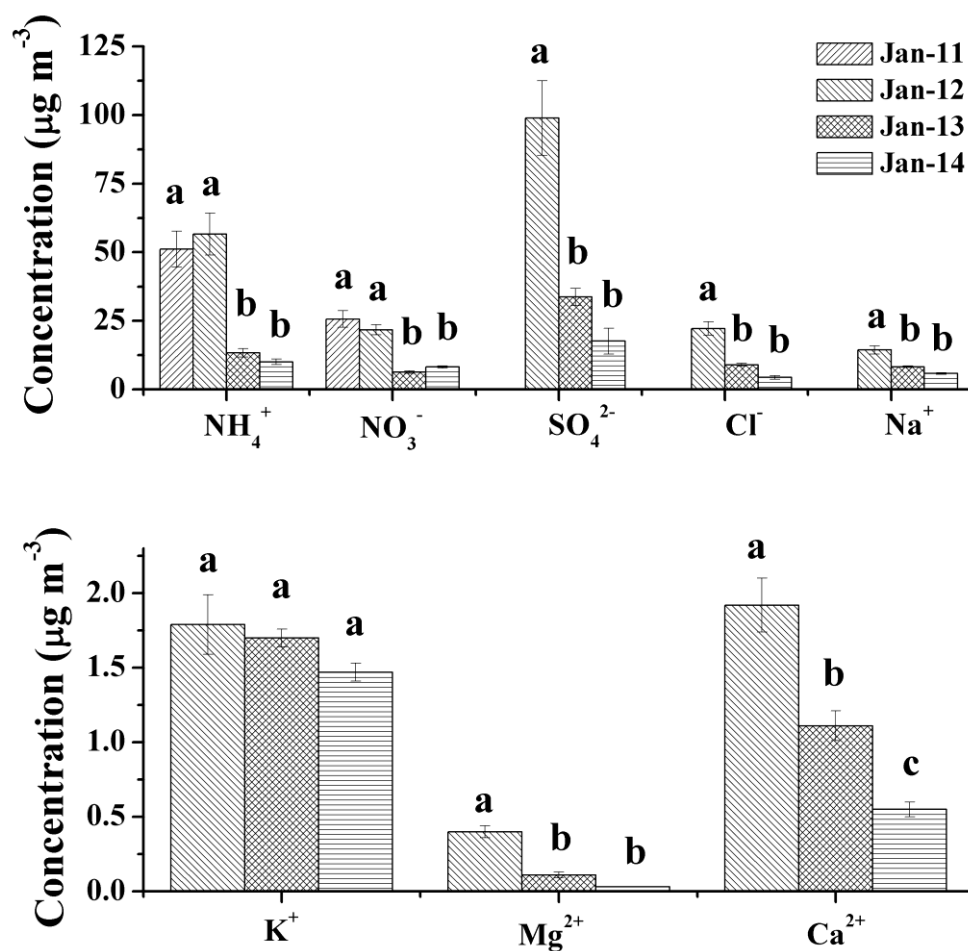 Concentration (µg m⁻³)
125
100
75
50
25
0
a a b b
a a b b
a b b
a b b
a b b
Jan-11
Jan-12
Jan-13
Jan-14
NH₄⁺ NO₃⁻ SO₄²⁻ Cl⁻ Na⁺
Concentration (µg m⁻³)
2.0
1.5
1.0
0.5
0.0
a a a
a b b
a b c
K⁺ Mg²⁺ Ca²⁺